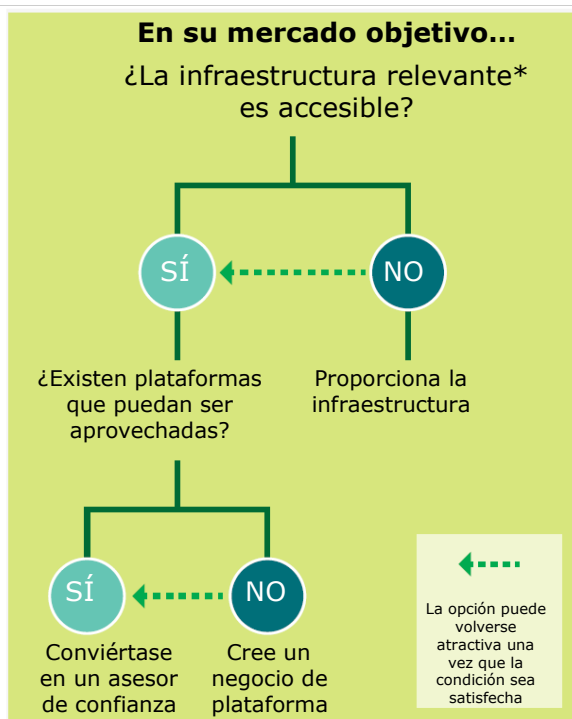 En su mercado objetivo...
¿La infraestructura relevante*
es accesible?
SÍ
NO
¿Existen plataformas
que puedan ser
aprovechadas?
Proporciona la
infraestructura
SÍ
NO
Conviértase
en un asesor
de confianza
Cree un
negocio de
plataforma
La opción puede
volverse
atractiva una
vez que la
condición sea
satisfecha